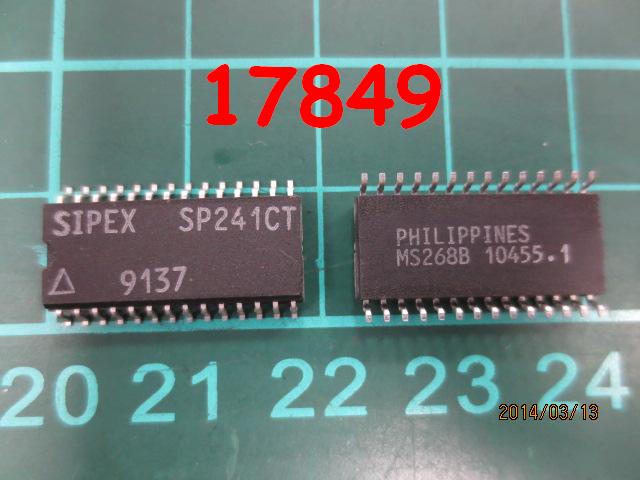 17849
SIPEX SP241CT
9137
PHILIPPINES
MS268B 10455.1
20 21 22 23 24
2014/03/13